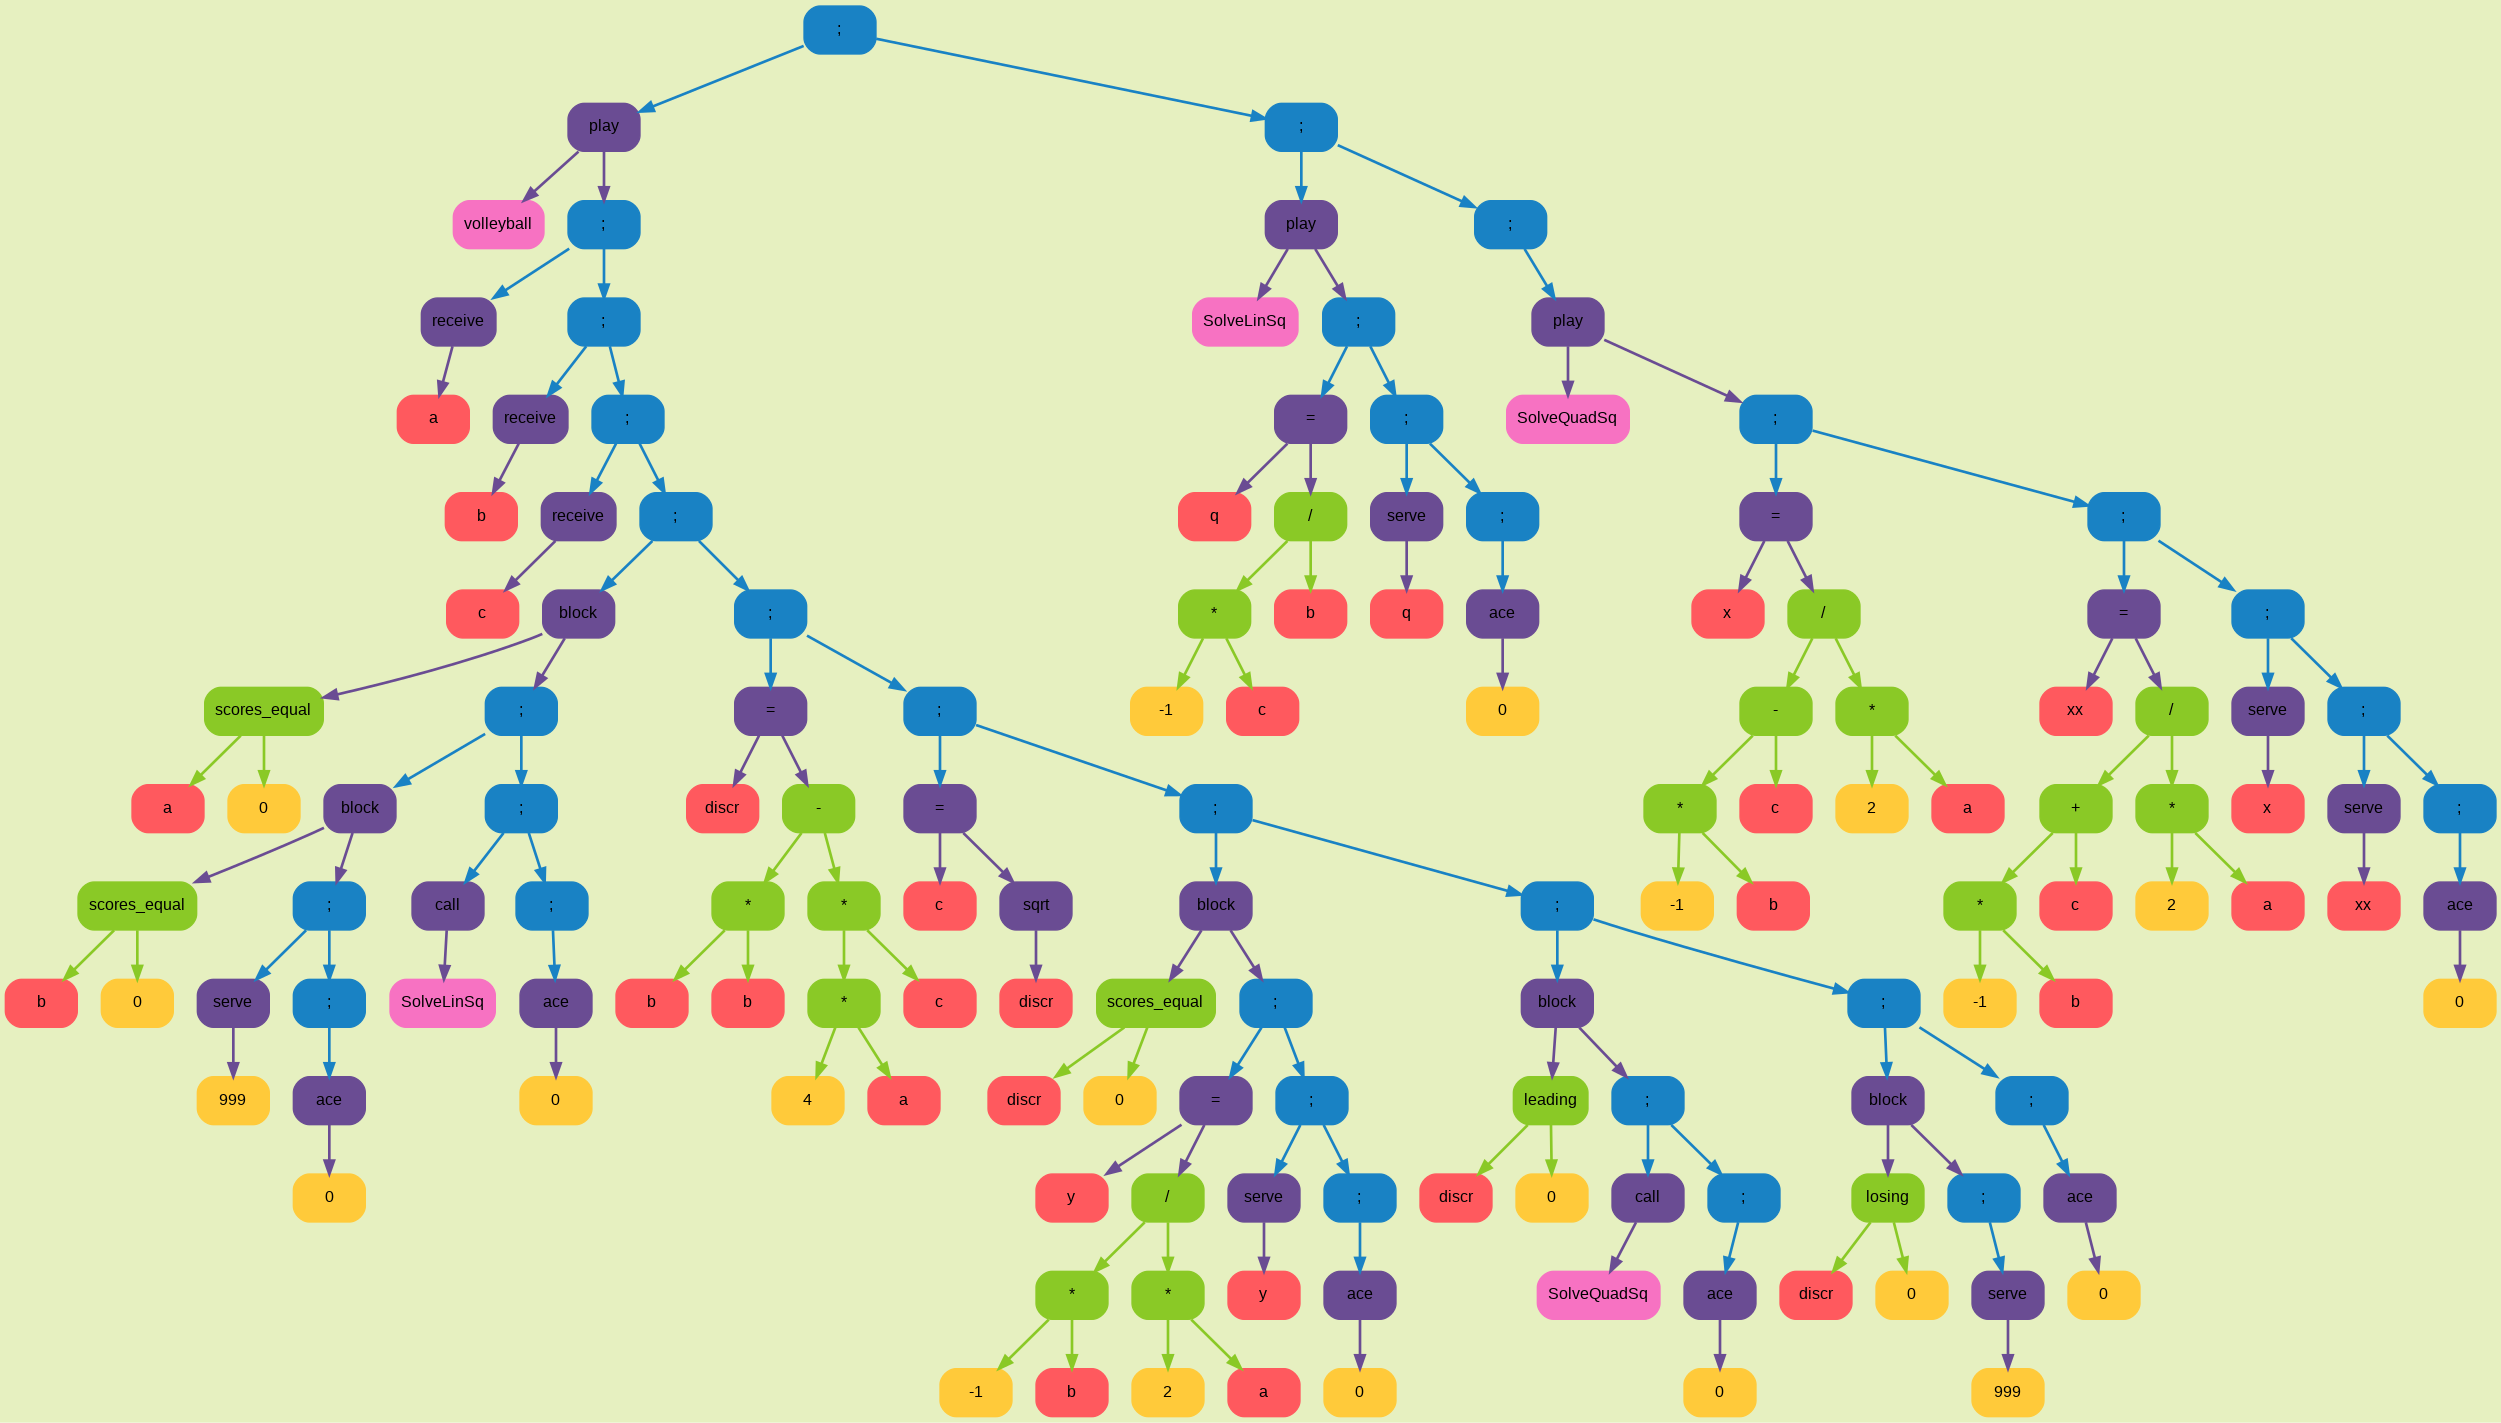 ;
play ;
volleyball ; play ;
receive ; SolveLinSq ; play
a receive ; = ; SolveQuadSq ;
b receive ; q / serve ; = ;
c block ; * b q ace x / = ;
scores_equal ; = ; -1 c 0 - * xx / serve ;
a 0 block ; discr - = ; * c 2 a + * x serve ;
scores_equal ; call ; * * c sqrt block ; -1 b * c 2 a xx ace
b 0 serve ; SolveLinSq ace b b * c discr scores_equal ; block ; -1 b 0
999 ace 0 4 a discr 0 = ; leading ; block ;
0 y / serve ; discr 0 call ; losing ; ace
* * y ace SolveQuadSq ace discr 0 serve 0
-1 b 2 a 0 0 999